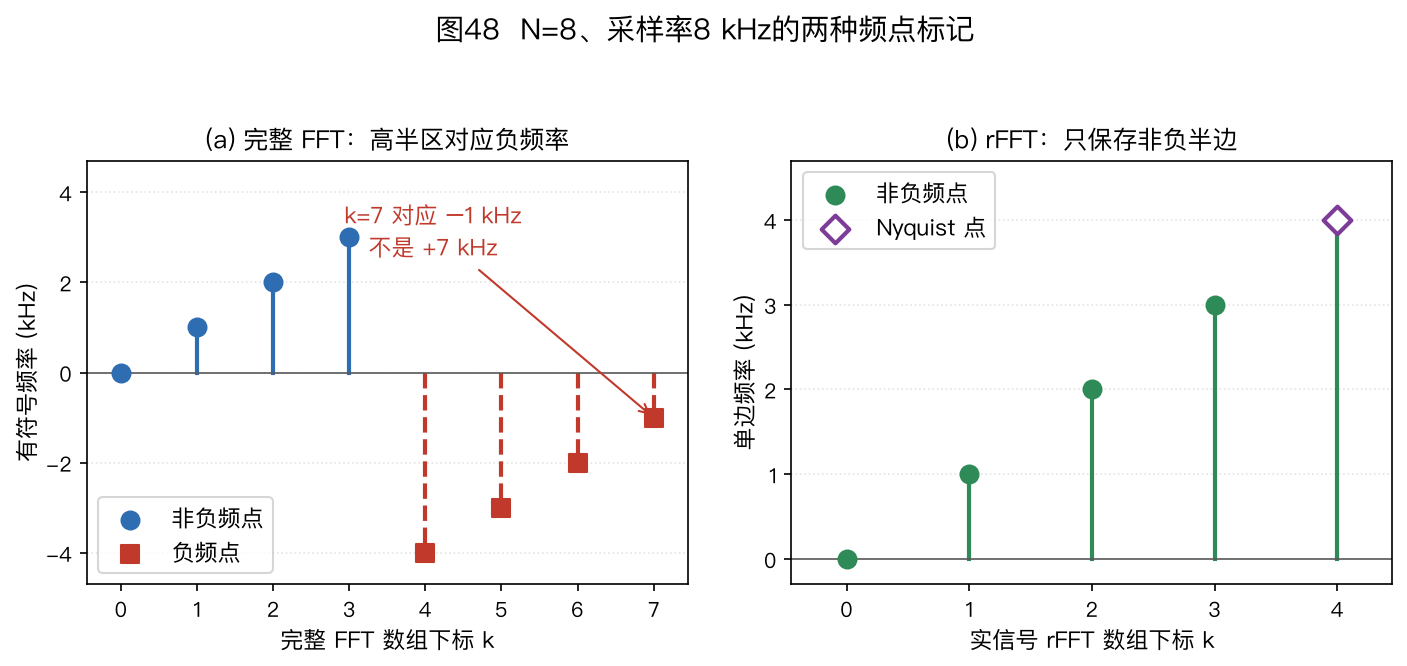 图48  N=8、采样率8 kHz的两种频点标记
(a) 完整 FFT：高半区对应负频率
4
2
0
−2
−4
有符号频率 (kHz)
k=7 对应 −1 kHz
不是 +7 kHz
非负频点
负频点
0 1 2 3 4 5 6 7
完整 FFT 数组下标 k
(b) rFFT：只保存非负半边
非负频点
Nyquist 点
4
3
2
1
0
单边频率 (kHz)
0 1 2 3 4
实信号 rFFT 数组下标 k